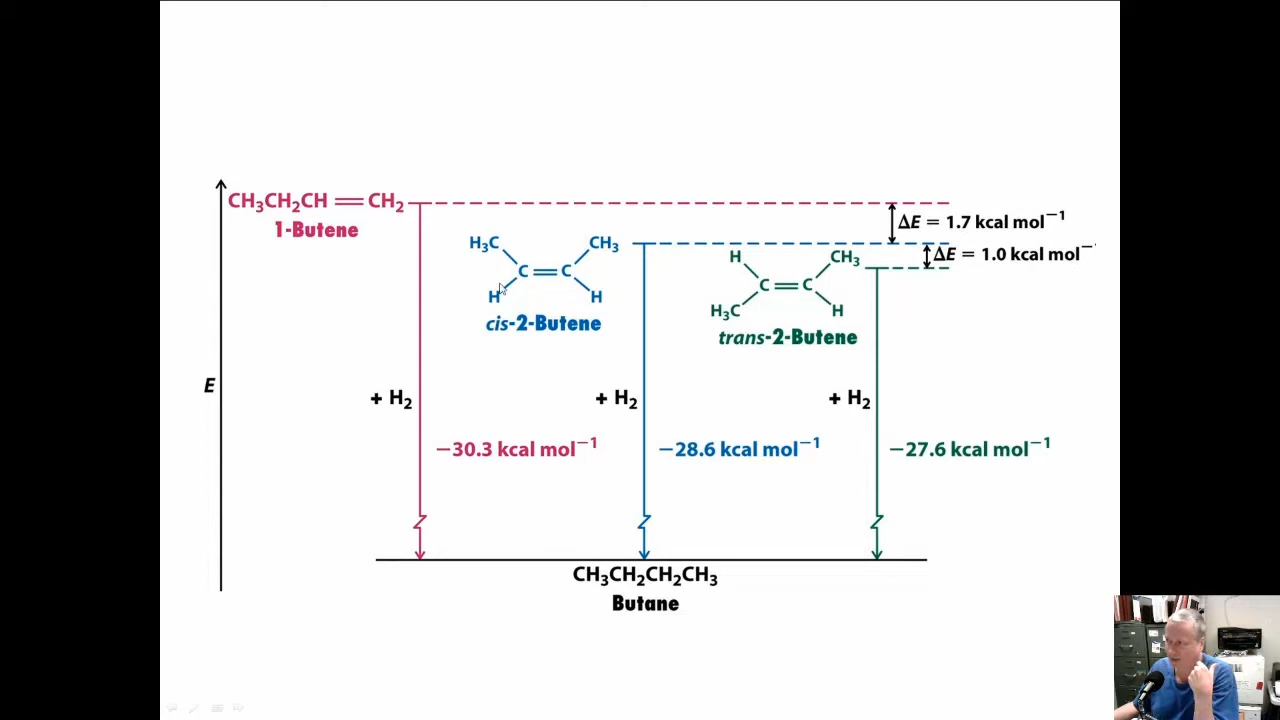 CH₃CH₂CH=CH₂
1-Butene
H₃C CH₃
C=C
H H
cis-2-Butene
H CH₃
C=C
H₃C H
trans-2-Butene
ΔE = 1.7 kcal mol⁻¹
ΔE = 1.0 kcal mol⁻
E
+ H₂
+ H₂
+ H₂
−30.3 kcal mol⁻¹
−28.6 kcal mol⁻¹
−27.6 kcal mol⁻¹
CH₃CH₂CH₂CH₃
Butane